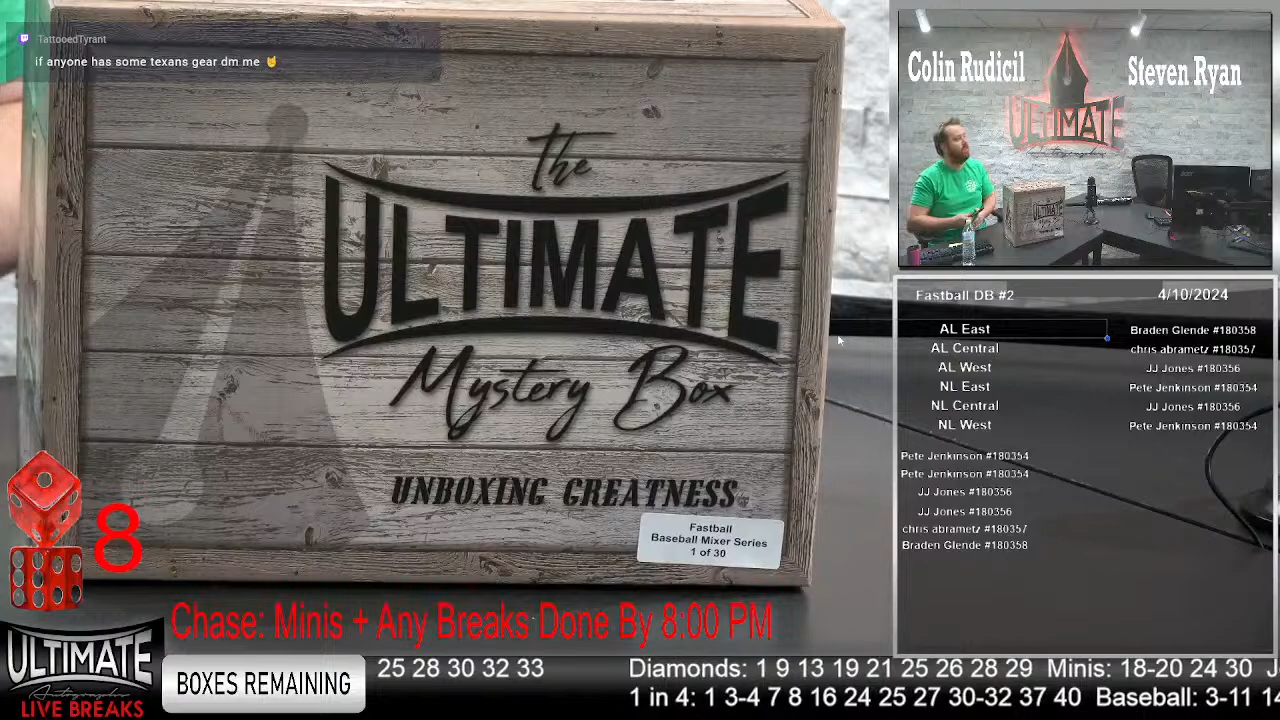 TattooedTyrant
if anyone has some texans gear dm me 🤘
The
ULTIMATE
Mystery Box
UNBOXING GREATNESS
Fastball
Baseball Mixer Series
1 of 30
8
Chase: Minis + Any Breaks Done By 8:00 PM
ULTIMATE
Autographs
LIVE BREAKS
BOXES REMAINING
25 28 30 32 33
Diamonds: 1 9 13 19 21 25 26 28 29 Minis: 18-20 24 30 J
1 in 4: 1 3-4 7 8 16 24 25 27 30-32 37 40 Baseball: 3-11 14
Colin Rudicil
Steven Ryan
ULTIMATE
Fastball DB #2 4/10/2024
AL East Braden Glende #180358
AL Central chris abrametz #180357
AL West JJ Jones #180356
NL East Pete Jenkinson #180354
NL Central JJ Jones #180356
NL West Pete Jenkinson #180354
Pete Jenkinson #180354
Pete Jenkinson #180354
JJ Jones #180356
JJ Jones #180356
chris abrametz #180357
Braden Glende #180358